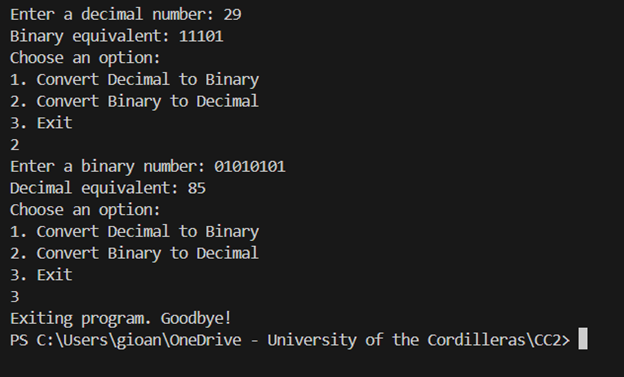 Enter a decimal number: 29
Binary equivalent: 11101
Choose an option:
1. Convert Decimal to Binary
2. Convert Binary to Decimal
3. Exit
2
Enter a binary number: 01010101
Decimal equivalent: 85
Choose an option:
1. Convert Decimal to Binary
2. Convert Binary to Decimal
3. Exit
3
Exiting program. Goodbye!
PS C:\Users\gioan\OneDrive - University of the Cordilleras\CC2>